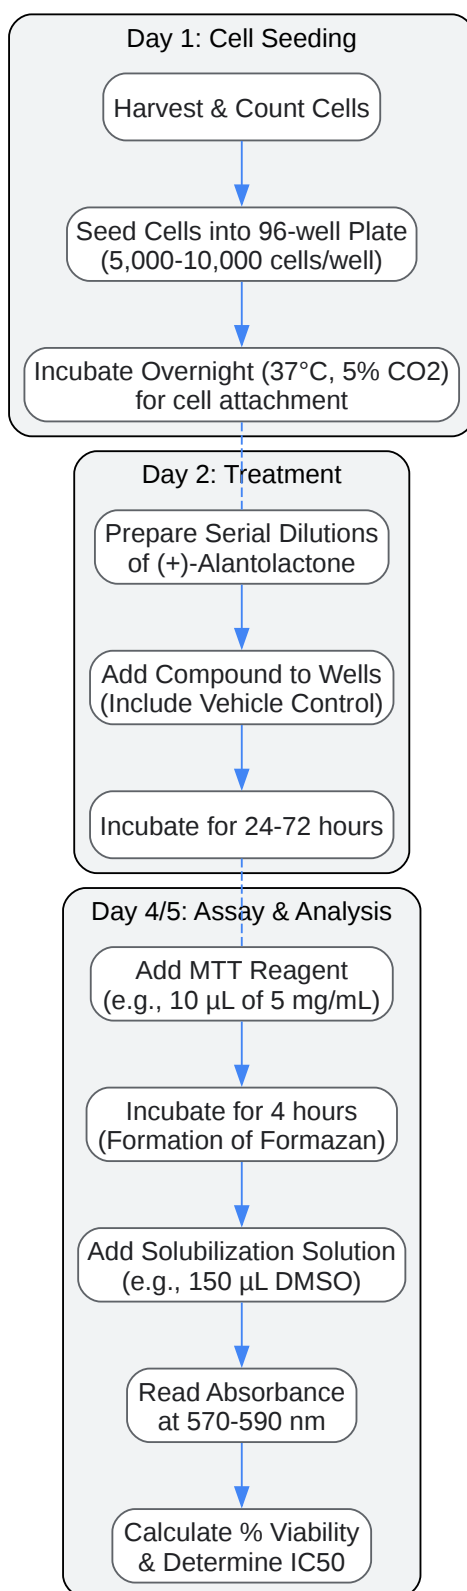 Day 1: Cell Seeding
Harvest & Count Cells
Seed Cells into 96-well Plate
(5,000-10,000 cells/well)
Incubate Overnight (37°C, 5% CO2)
for cell attachment
Day 2: Treatment
Prepare Serial Dilutions
of (+)-Alantolactone
Add Compound to Wells
(Include Vehicle Control)
Incubate for 24-72 hours
Day 4/5: Assay & Analysis
Add MTT Reagent
(e.g., 10 µL of 5 mg/mL)
Incubate for 4 hours
(Formation of Formazan)
Add Solubilization Solution
(e.g., 150 µL DMSO)
Read Absorbance
at 570-590 nm
Calculate % Viability
& Determine IC50